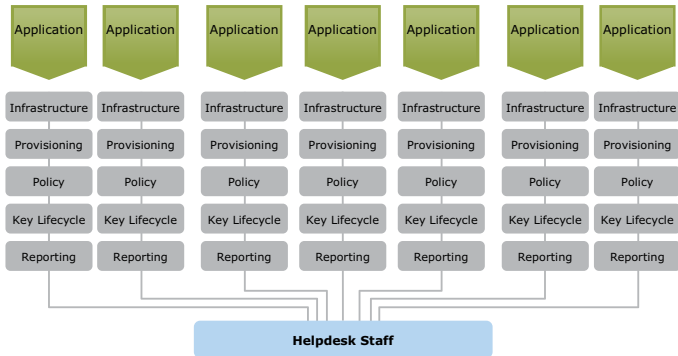 Application Application Application Application Application Application Application
Infrastructure Infrastructure Infrastructure Infrastructure Infrastructure Infrastructure Infrastructure
Provisioning Provisioning Provisioning Provisioning Provisioning Provisioning Provisioning
Policy Policy Policy Policy Policy Policy Policy
Key Lifecycle Key Lifecycle Key Lifecycle Key Lifecycle Key Lifecycle Key Lifecycle Key Lifecycle
Reporting Reporting Reporting Reporting Reporting Reporting Reporting
Helpdesk Staff